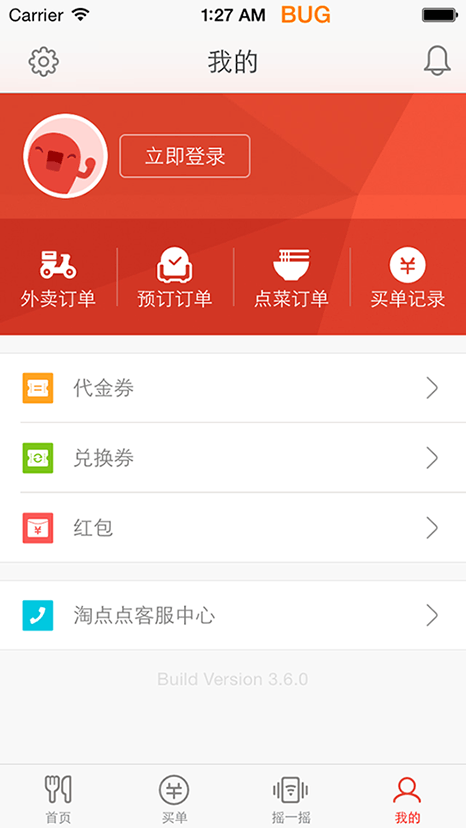 Carrier 1:27 AM BUG
我的
立即登录
外卖订单 预订订单 点菜订单 买单记录
代金券
兑换券
红包
淘点点客服中心
Build Version 3.6.0
首页 买单 摇一摇 我的